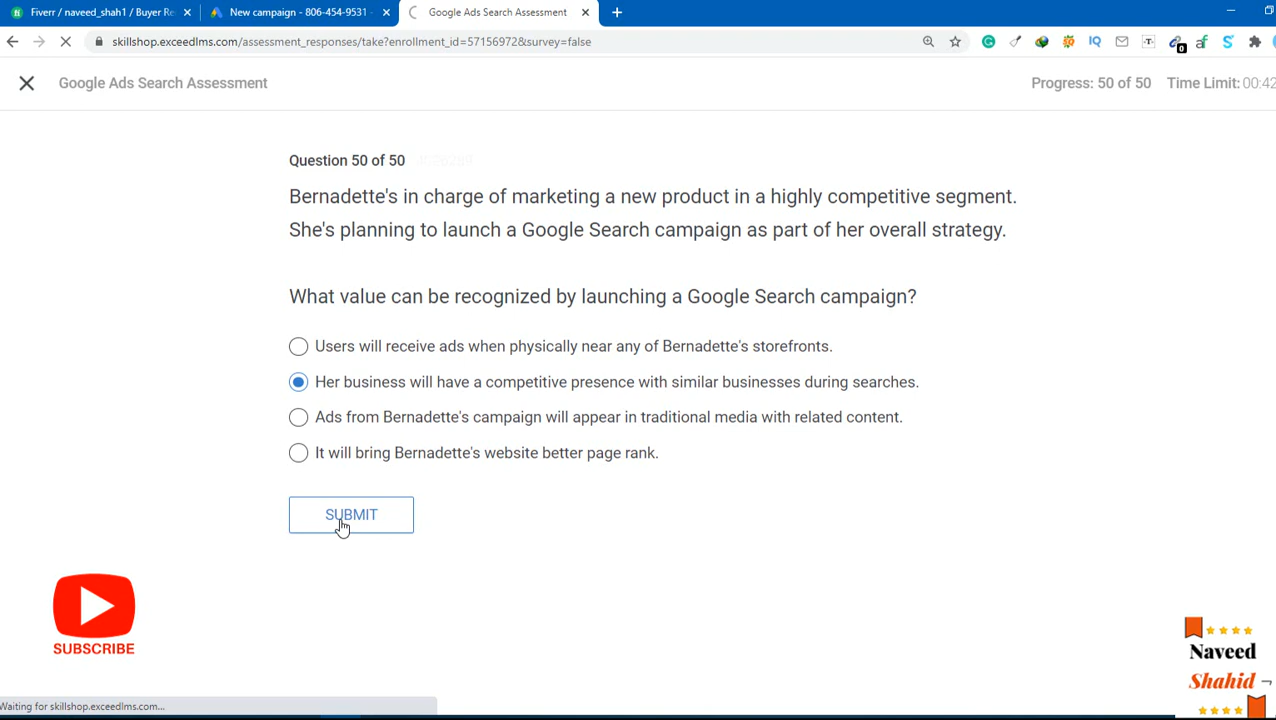 Fiverr / naveed_shah1 / Buyer Re
New campaign - 806-454-9531 -
Google Ads Search Assessment
skillshop.exceedlms.com/assessment_responses/take?enrollment_id=57156972&survey=false
Google Ads Search Assessment
Progress: 50 of 50 Time Limit: 00:42
Question 50 of 50
Bernadette's in charge of marketing a new product in a highly competitive segment.
She's planning to launch a Google Search campaign as part of her overall strategy.
What value can be recognized by launching a Google Search campaign?
Users will receive ads when physically near any of Bernadette's storefronts.
Her business will have a competitive presence with similar businesses during searches.
Ads from Bernadette's campaign will appear in traditional media with related content.
It will bring Bernadette's website better page rank.
SUBMIT
SUBSCRIBE
Naveed
Shahid
Waiting for skillshop.exceedlms.com...